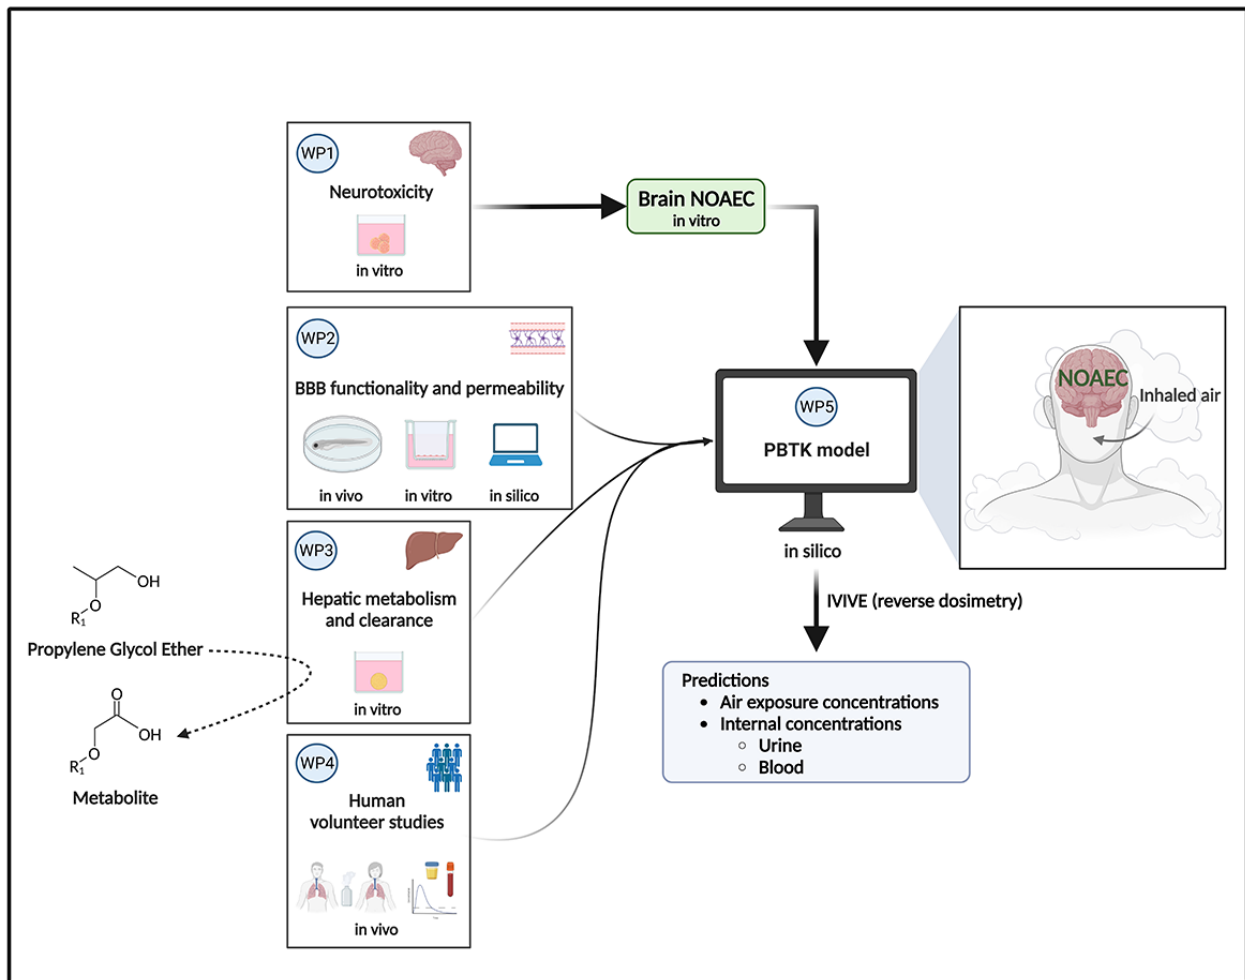 WP1
Neurotoxicity
in vitro
Brain NOAEC
in vitro
WP2
BBB functionality and permeability
in vivo
in vitro
in silico
WP3
Hepatic metabolism
and clearance
in vitro
WP4
Human
volunteer studies
in vivo
OH
O
R1
Propylene Glycol Ether
O
OH
O
R1
Metabolite
WP5
PBTK model
in silico
NOAEC
Inhaled air
IVIVE (reverse dosimetry)
Predictions
• Air exposure concentrations
• Internal concentrations
○ Urine
○ Blood